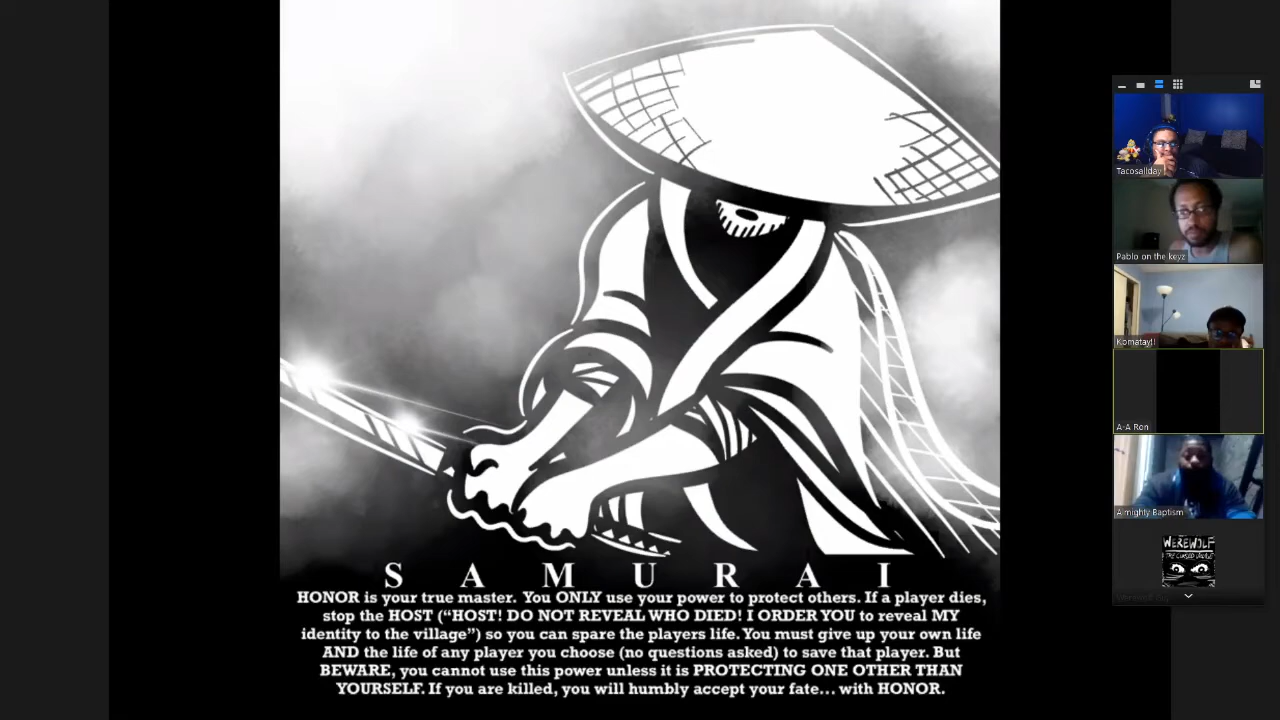 S A M U R A I
HONOR is your true master. You ONLY use your power to protect others. If a player dies,
stop the HOST ("HOST! DO NOT REVEAL WHO DIED! I ORDER YOU to reveal MY
identity to the village") so you can spare the players life. You must give up your own life
AND the life of any player you choose (no questions asked) to save that player. But
BEWARE, you cannot use this power unless it is PROTECTING ONE OTHER THAN
YOURSELF. If you are killed, you will humbly accept your fate... with HONOR.
Tacosallday
Pablo on the keyz
Komatayll
A-A Ron
Almighty Baptism
WEREWOLF
THE CURSED VILLAGE